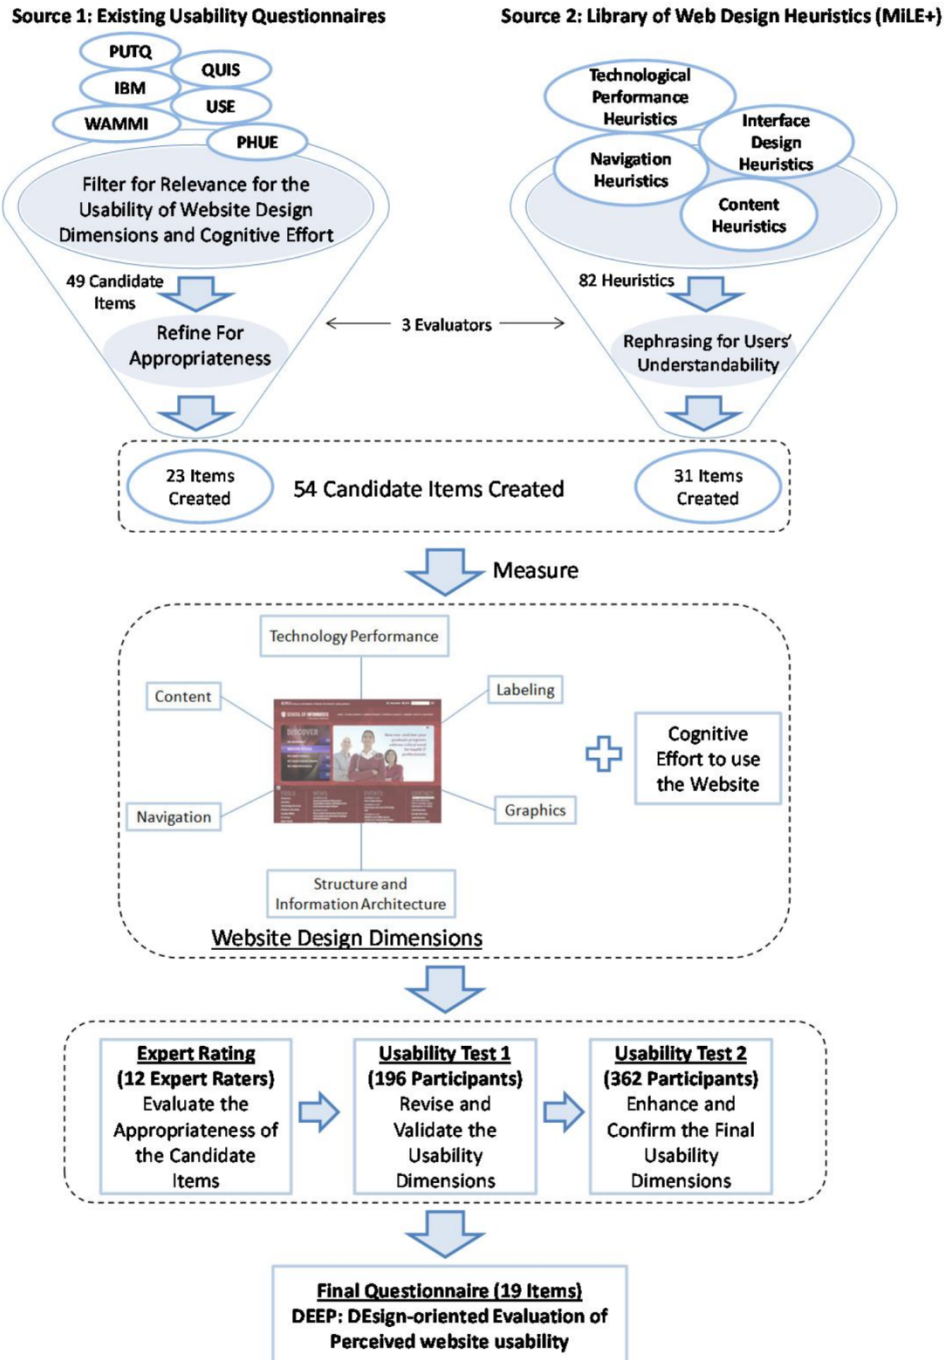 Source 1: Existing Usability Questionnaires
Source 2: Library of Web Design Heuristics (MiLE+)
PUTQ
QUIS
IBM
USE
WAMMI
PHUE
Filter for Relevance for the
Usability of Website Design
Dimensions and Cognitive Effort
Technological
Performance
Heuristics
Interface
Design
Heuristics
Navigation
Heuristics
Content
Heuristics
49 Candidate
Items
82 Heuristics
3 Evaluators
Refine For
Appropriateness
Rephrasing for Users'
Understandability
23 Items
Created
54 Candidate Items Created
31 Items
Created
Measure
Technology Performance
Content
Labeling
SCHOOL OF INFORMATICS
DISCOVER
Cognitive
Effort to use
the Website
Navigation
Graphics
Structure and
Information Architecture
Website Design Dimensions
Expert Rating
(12 Expert Raters)
Evaluate the
Appropriateness of
the Candidate
Items
Usability Test 1
(196 Participants)
Revise and
Validate the
Usability
Dimensions
Usability Test 2
(362 Participants)
Enhance and
Confirm the Final
Usability
Dimensions
Final Questionnaire (19 Items)
DEEP: DEsign-oriented Evaluation of
Perceived website usability